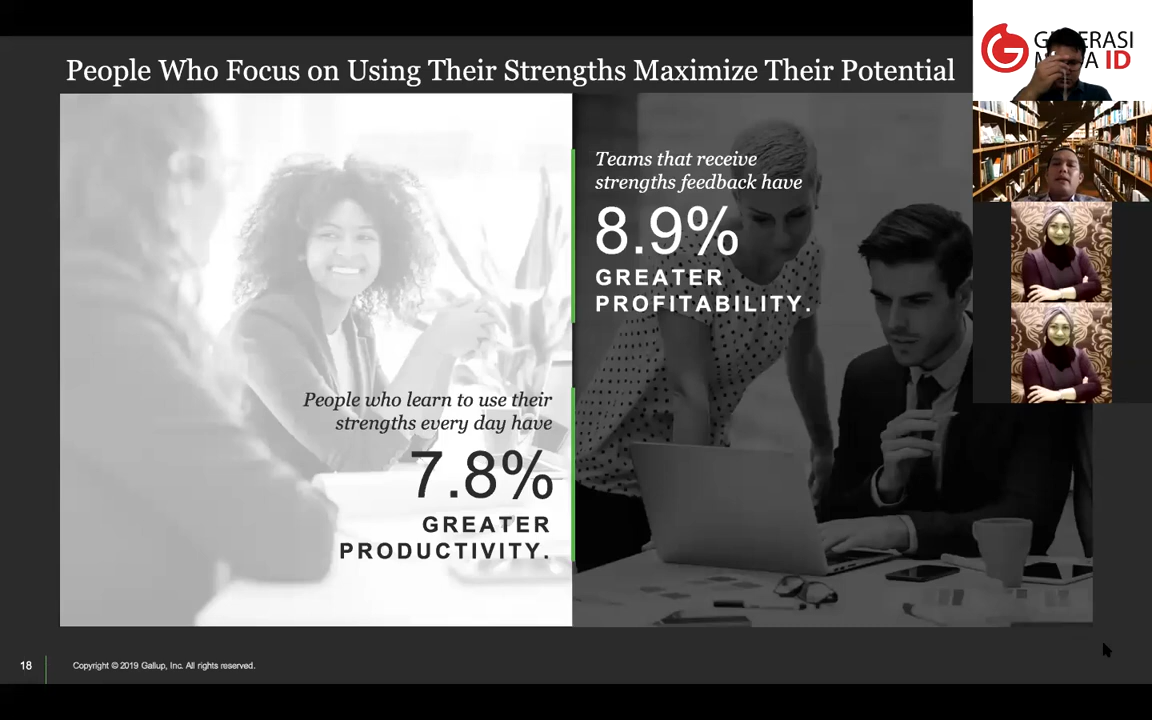 People Who Focus on Using Their Strengths Maximize Their Potential
Teams that receive
strengths feedback have
8.9%
GREATER
PROFITABILITY.
People who learn to use their
strengths every day have
7.8%
GREATER
PRODUCTIVITY.
18
Copyright © 2019 Gallup, Inc. All rights reserved.
ID